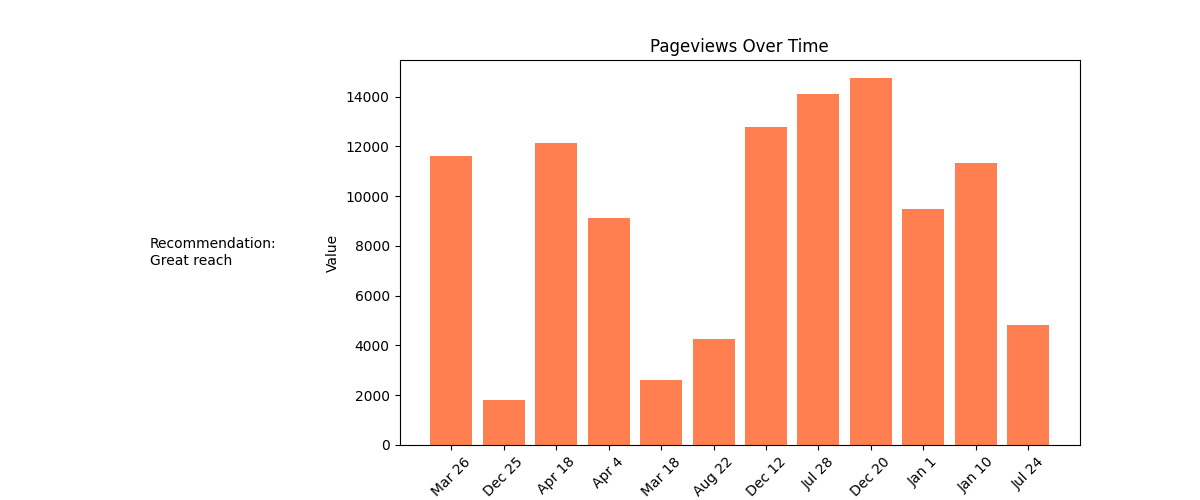 Pageviews Over Time
Recommendation:
Great reach
Value
14000
12000
10000
8000
6000
4000
2000
0
Mar 26
Dec 25
Apr 18
Apr 4
Mar 18
Aug 22
Dec 12
Jul 28
Dec 20
Jan 1
Jan 10
Jul 24